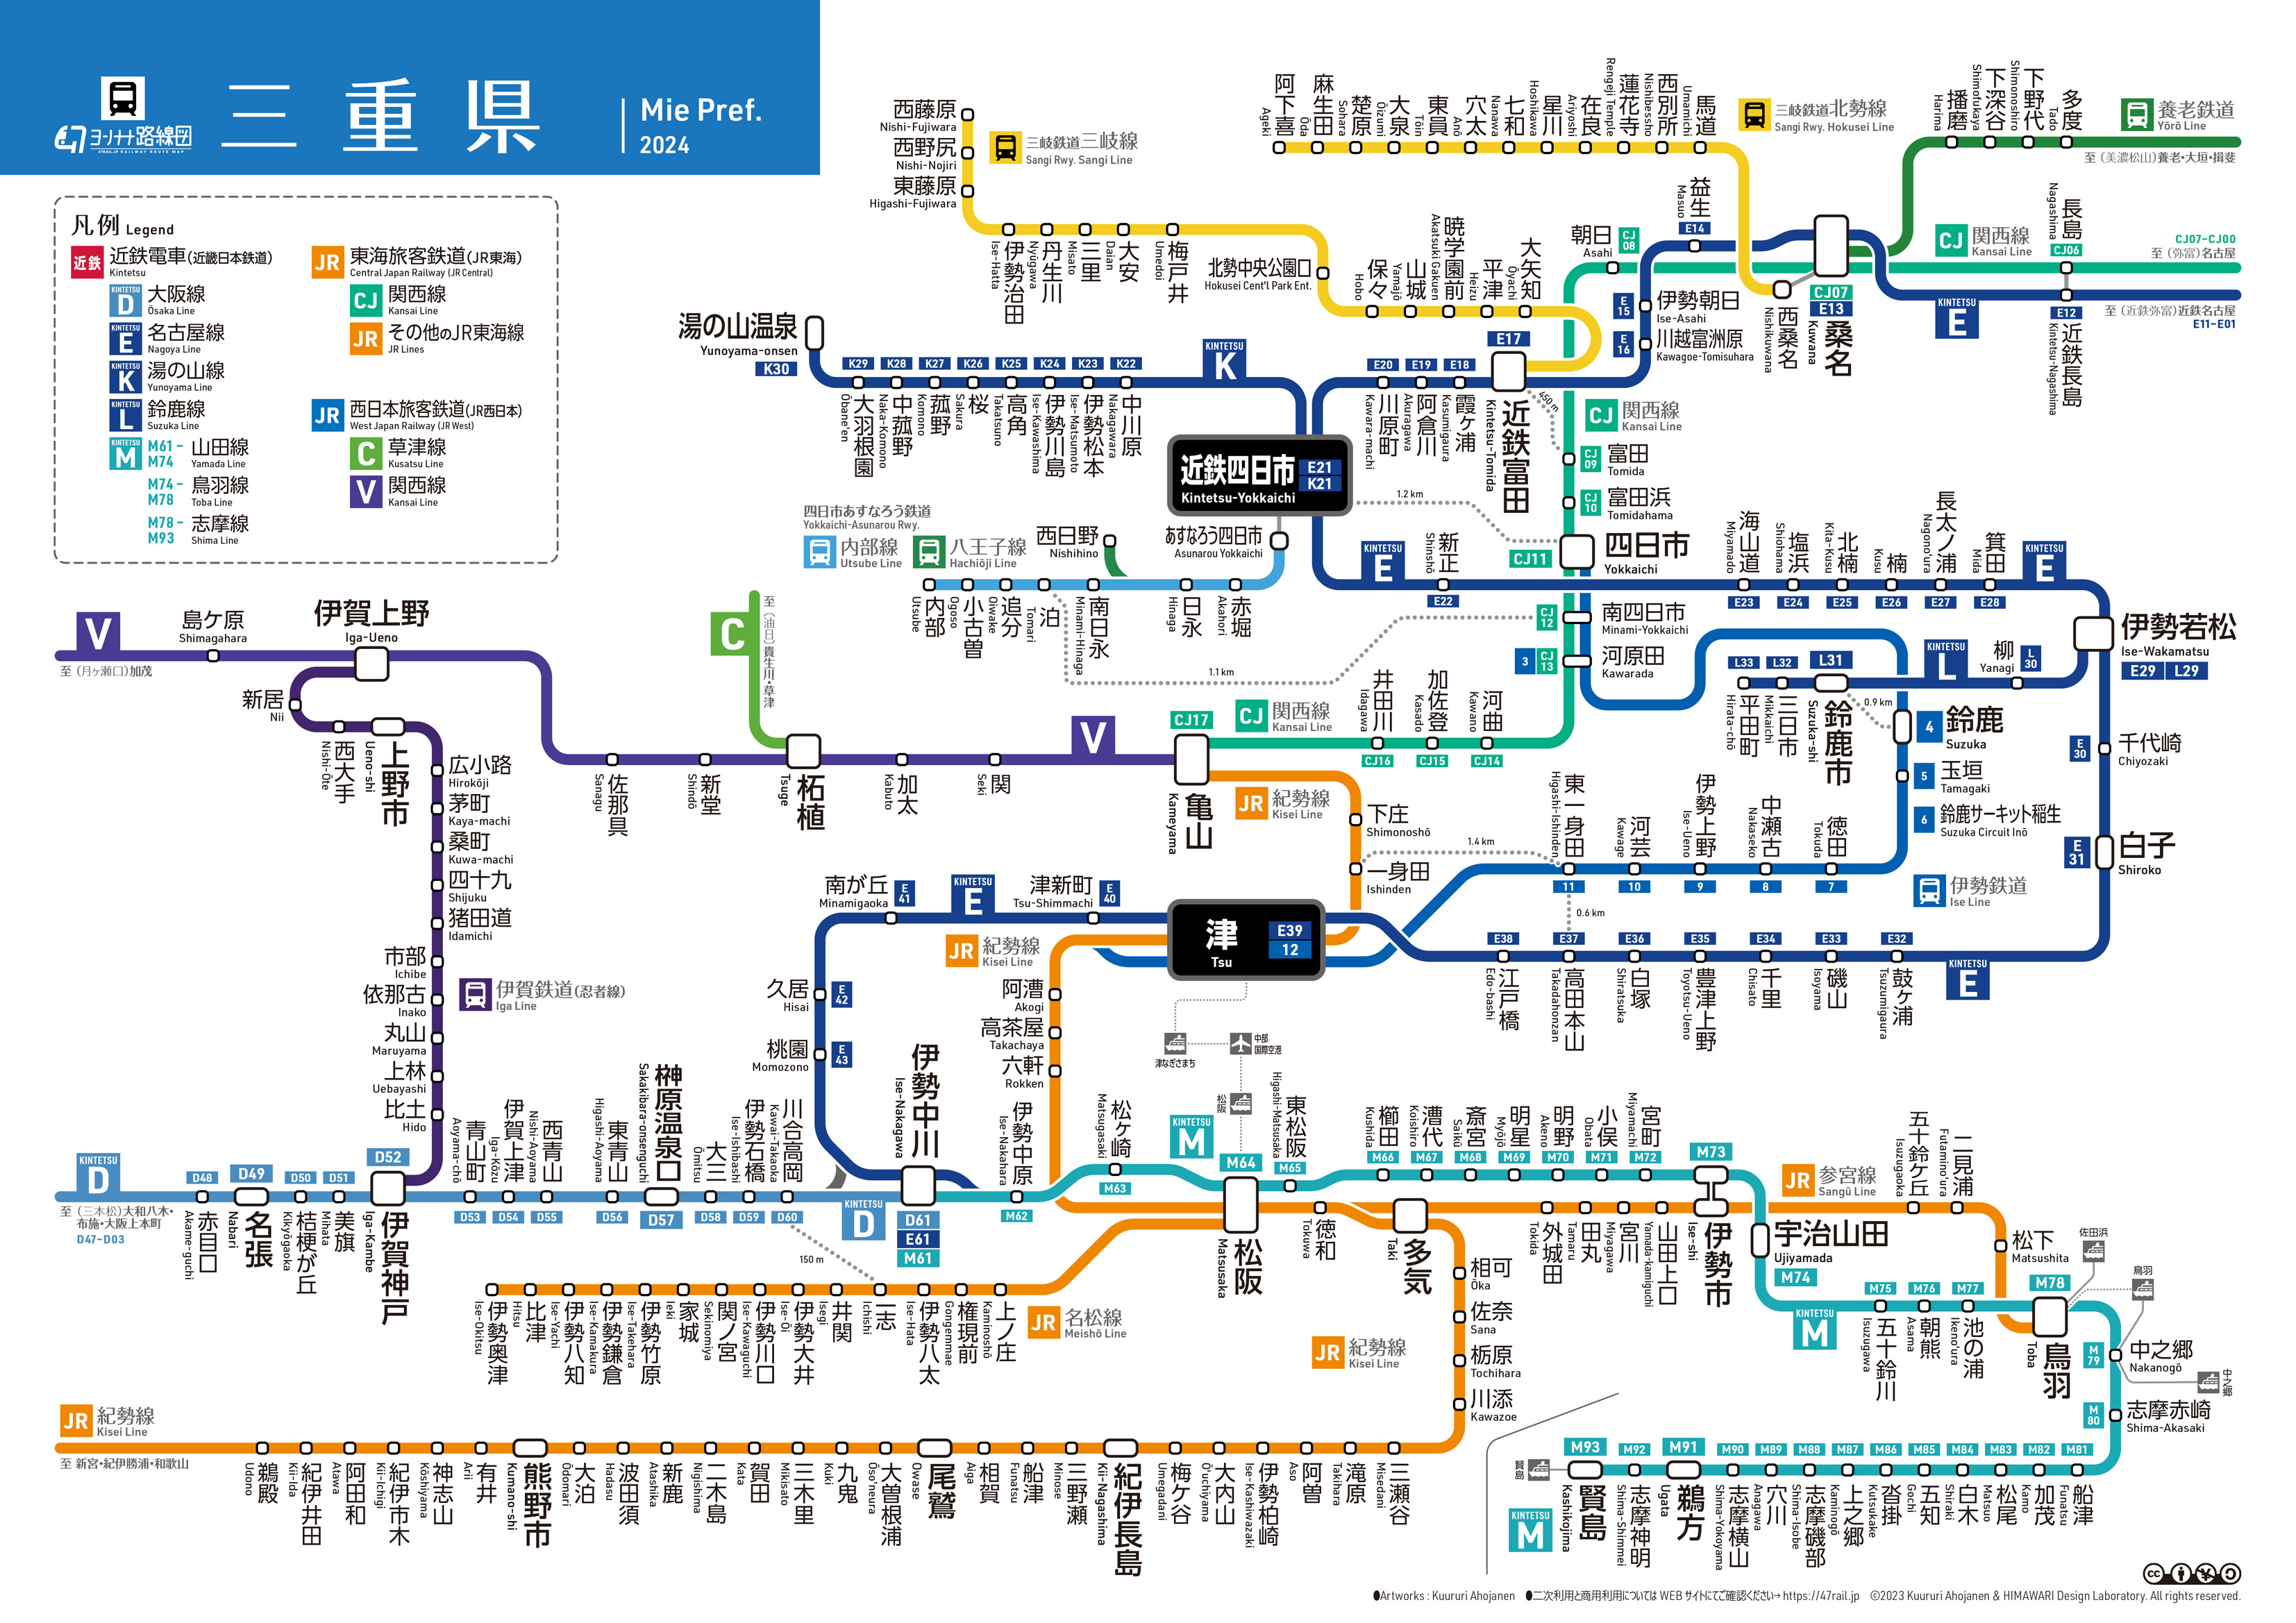 ヨンナナ路線図
47RAIL.JP RAILWAY ROUTE MAP
三重県
Mie Pref.
2024
凡例 Legend
近鉄 近鉄電車(近畿日本鉄道)
Kintetsu
KINTETSU D 大阪線
Ōsaka Line
KINTETSU E 名古屋線
Nagoya Line
KINTETSU K 湯の山線
Yunoyama Line
KINTETSU L 鈴鹿線
Suzuka Line
KINTETSU M M61-M74 山田線
Yamada Line
M74-M78 鳥羽線
Toba Line
M78-M93 志摩線
Shima Line
JR 東海旅客鉄道(JR東海)
Central Japan Railway (JR Central)
CJ 関西線
Kansai Line
JR その他のJR東海線
JR Lines
JR 西日本旅客鉄道(JR西日本)
West Japan Railway (JR West)
C 草津線
Kusatsu Line
V 関西線
Kansai Line
西藤原
Nishi-Fujiwara
西野尻
Nishi-Nojiri
東藤原
Higashi-Fujiwara
三岐鉄道三岐線
Sangi Rwy. Sangi Line
伊勢治田
Ise-Hatta
丹生川
Nyūgawa
三里
Misato
大安
Daian
梅戸井
Umedoi
北勢中央公園口
Hokusei Cent'l Park Ent.
保々
Hobo
山城
Yamajō
暁学園前
Akatsuki Gakuen
平津
Heizu
大矢知
Ōyachi
阿下喜
Ageki
麻生田
Ōda
楚原
Sohara
大泉
Ōizumi
東員
Tōin
穴太
Anō
七和
Nanawa
星川
Hoshikawa
在良
Ariyoshi
蓮花寺
Rengeji Temple
西別所
Nishibessho
馬道
Umamichi
三岐鉄道北勢線
Sangi Rwy. Hokusei Line
西桑名
Nishikuwana
播磨
Harima
下深谷
Shimofukaya
下野代
Shimonoshiro
多度
Tado
養老鉄道
Yōrō Line
至(美濃松山)養老・大垣・揖斐
長島
Nagashima
CJ06
CJ 関西線
Kansai Line
CJ07-CJ00
至(弥富)名古屋
E12
近鉄長島
Kintetsu-Nagashima
至(近鉄弥富)近鉄名古屋
E11-E01
KINTETSU E
CJ07
E13
桑名
Kuwana
益生
Masuo
E14
朝日
Asahi
CJ08
E15 伊勢朝日
Ise-Asahi
E16 川越富洲原
Kawagoe-Tomisuhara
E17
近鉄富田
Kintetsu-Tomida
450m
E18 霞ヶ浦
Kasumigaura
E19 阿倉川
Akuragawa
E20 川原町
Kawara-machi
CJ 関西線
Kansai Line
CJ09 富田
Tomida
CJ10 富田浜
Tomidahama
湯の山温泉
Yunoyama-onsen
K30
K29 大羽根園
Ōbane'en
K28 中菰野
Naka-Komono
K27 菰野
Komono
K26 桜
Sakura
K25 高角
Takatsuno
K24 伊勢川島
Ise-Kawashima
K23 伊勢松本
Ise-Matsumoto
K22 中川原
Nakagawara
KINTETSU K
近鉄四日市
Kintetsu-Yokkaichi
E21
K21
1.2 km
四日市あすなろう鉄道
Yokkaichi-Asunarou Rwy.
内部線
Utsube Line
八王子線
Hachiōji Line
西日野
Nishihino
あすなろう四日市
Asunarou Yokkaichi
内部
Utsube
小古曽
Ogoso
追分
Oiwake
泊
Tomari
南日永
Minami-Hinaga
日永
Hinaga
赤堀
Akahori
1.1 km
KINTETSU E
新正
Shinshō
E22
CJ11 四日市
Yokkaichi
CJ12 南四日市
Minami-Yokkaichi
3 CJ13 河原田
Kawarada
海山道
Miyamado
E23
塩浜
Shiohama
E24
北楠
Kita-Kusu
E25
楠
Kusu
E26
長太ノ浦
Nagono'ura
E27
箕田
Mida
E28
KINTETSU E
伊勢若松
Ise-Wakamatsu
E29 L29
柳
Yanagi
L30
KINTETSU L
L31
鈴鹿市
Suzuka-shi
L32
三日市
Mikkaichi
L33
平田町
Hirata-chō
0.9 km
4 鈴鹿
Suzuka
5 玉垣
Tamagaki
6 鈴鹿サーキット稲生
Suzuka Circuit Inō
E30 千代崎
Chiyozaki
E31 白子
Shiroko
伊勢鉄道
Ise Line
徳田
Tokuda
7
中瀬古
Nakaseko
8
伊勢上野
Ise-Ueno
9
河芸
Kawage
10
東一身田
Higashi-Ishinden
11
1.4 km
0.6 km
E32 鼓ヶ浦
Tsuzumigaura
E33 磯山
Isoyama
E34 千里
Chisato
E35 豊津上野
Toyotsu-Ueno
E36 白塚
Shiratsuka
E37 高田本山
Takadahonzan
E38 江戸橋
Edo-bashi
KINTETSU E
V
至(月ヶ瀬口)加茂
島ケ原
Shimagahara
伊賀上野
Iga-Ueno
新居
Nii
西大手
Nishi-Ōte
上野市
Ueno-shi
広小路
Hirokōji
茅町
Kaya-machi
桑町
Kuwa-machi
四十九
Shijuku
猪田道
Idamichi
市部
Ichibe
依那古
Inako
丸山
Maruyama
上林
Uebayashi
比土
Hido
伊賀鉄道(忍者線)
Iga Line
佐那具
Sanagu
新堂
Shindō
柘植
Tsuge
C
至(油日)貴生川・草津
加太
Kabuto
関
Seki
V
CJ17
亀山
Kameyama
CJ 関西線
Kansai Line
井田川
Idagawa
CJ16
加佐登
Kasado
CJ15
河曲
Kawano
CJ14
JR 紀勢線
Kisei Line
下庄
Shimonoshō
一身田
Ishinden
津
Tsu
E39
12
津なぎさまち
中部国際空港
松阪
津新町
Tsu-Shimmachi
E40
KINTETSU E
南が丘
Minamigaoka
E41
久居
Hisai
E42
桃園
Momozono
E43
JR 紀勢線
Kisei Line
阿漕
Akogi
高茶屋
Takachaya
六軒
Rokken
KINTETSU D
至(三本松)大和八木・
布施・大阪上本町
D47-D03
D48
赤目口
Akame-guchi
D49
名張
Nabari
D50
桔梗が丘
Kikyōgaoka
D51
美旗
Mihata
D52
伊賀神戸
Iga-Kambe
青山町
Aoyama-chō
D53
伊賀上津
Iga-Kōzu
D54
西青山
Nishi-Aoyama
D55
東青山
Higashi-Aoyama
D56
榊原温泉口
Sakakibara-onsenguchi
D57
大三
Ōmitsu
D58
伊勢石橋
Ise-Ishibashi
D59
川合高岡
Kawai-Takaoka
D60
150 m
KINTETSU D
伊勢中川
Ise-Nakagawa
D61
E61
M61
伊勢中原
Ise-Nakahara
M62
松ヶ崎
Matsugasaki
M63
KINTETSU M
M64
松阪
Matsusaka
東松阪
Higashi-Matsusaka
M65
櫛田
Kushida
M66
漕代
Koishiro
M67
斎宮
Saikū
M68
明星
Myōjō
M69
明野
Akeno
M70
小俣
Obata
M71
宮町
Miyamachi
M72
M73
伊勢市
Ise-shi
宇治山田
Ujiyamada
M74
KINTETSU M
M75
五十鈴川
Isuzugawa
M76
朝熊
Asama
M77
池の浦
Ikeno'ura
M78
鳥羽
Toba
佐田浜
鳥羽
M79 中之郷
Nakanogō
中之郷
M80 志摩赤崎
Shima-Akasaki
JR 参宮線
Sangū Line
五十鈴ケ丘
Isuzugaoka
二見浦
Futamino'ura
松下
Matsushita
徳和
Tokuwa
多気
Taki
外城田
Tokida
田丸
Tamaru
宮川
Miyagawa
山田上口
Yamada-kamiguchi
伊勢奥津
Ise-Okitsu
比津
Hitsu
伊勢八知
Ise-Yachi
伊勢鎌倉
Ise-Kamakura
伊勢竹原
Ise-Takehara
家城
Ieki
関ノ宮
Sekinomiya
伊勢川口
Ise-Kawaguchi
伊勢大井
Ise-Ōi
井関
Isegi
一志
Ichishi
伊勢八太
Ise-Hata
権現前
Gongemmae
上ノ庄
Kaminoshō
JR 名松線
Meishō Line
JR 紀勢線
Kisei Line
相可
Ōka
佐奈
Sana
栃原
Tochihara
川添
Kawazoe
JR 紀勢線
Kisei Line
至 新宮・紀伊勝浦・和歌山
鵜殿
Udono
紀伊井田
Kii-Ida
阿田和
Atawa
紀伊市木
Kii-Ichigi
神志山
Kōshiyama
有井
Arii
熊野市
Kumano-shi
大泊
Ōdomari
波田須
Hadasu
新鹿
Atashika
二木島
Nigishima
賀田
Kata
三木里
Mikisato
九鬼
Kuki
大曽根浦
Ōso'neura
尾鷲
Owase
相賀
Aiga
船津
Funatsu
三野瀬
Minose
紀伊長島
Kii-Nagashima
梅ケ谷
Umegadani
大内山
Ō'uchiyama
伊勢柏崎
Ise-Kashiwazaki
阿曽
Aso
滝原
Takihara
三瀬谷
Misedani
賢島
M93
賢島
Kashikojima
M92
志摩神明
Shima-Shimmei
M91
鵜方
Ugata
M90
志摩横山
Shima-Yokoyama
M89
穴川
Anagawa
M88
志摩磯部
Shima-Isobe
M87
上之郷
Kaminogō
M86
沓掛
Kutsukake
M85
五知
Gochi
M84
白木
Shiraki
M83
松尾
Matsuo
M82
加茂
Kamo
M81
船津
Funatsu
KINTETSU M
cc
●Artworks : Kuururi Ahojanen ●二次利用と商用利用については WEB サイトにてご確認ください→ https://47rail.jp ©2023 Kuururi Ahojanen & HIMAWARI Design Laboratory. All rights reserved.